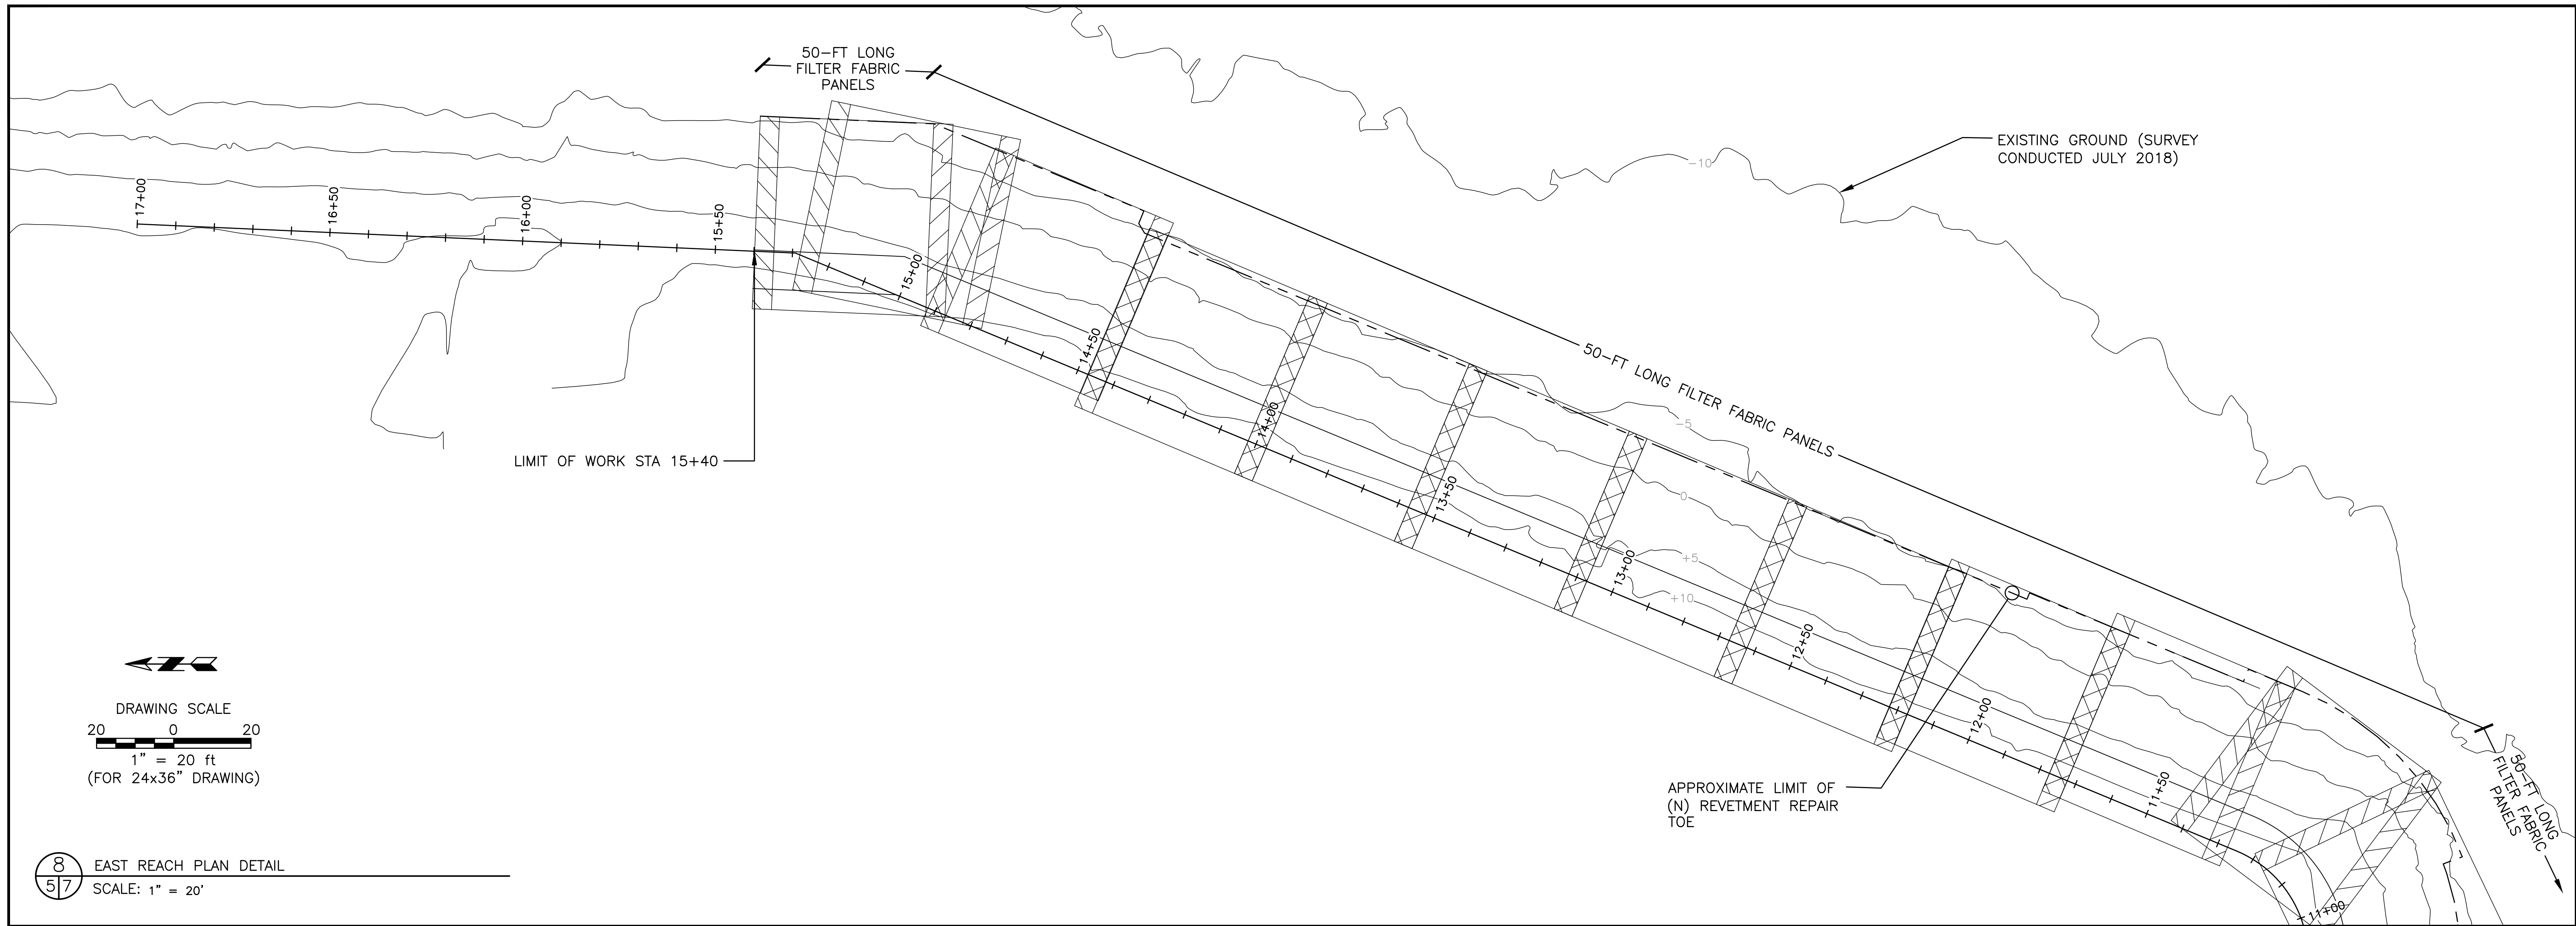 50-FT LONG
FILTER FABRIC
PANELS
EXISTING GROUND (SURVEY
CONDUCTED JULY 2018)
-10
17+00
16+50
16+00
15+50
15+00
14+50
14+00
13+50
13+00
12+50
12+00
11+50
11+00
50-FT LONG FILTER FABRIC PANELS
-5
0
+5
+10
LIMIT OF WORK STA 15+40
APPROXIMATE LIMIT OF
(N) REVETMENT REPAIR
TOE
50-FT LONG
FILTER FABRIC
PANELS
N
DRAWING SCALE
20 0 20
1" = 20 ft
(FOR 24x36" DRAWING)
8
5 7
EAST REACH PLAN DETAIL
SCALE: 1" = 20'